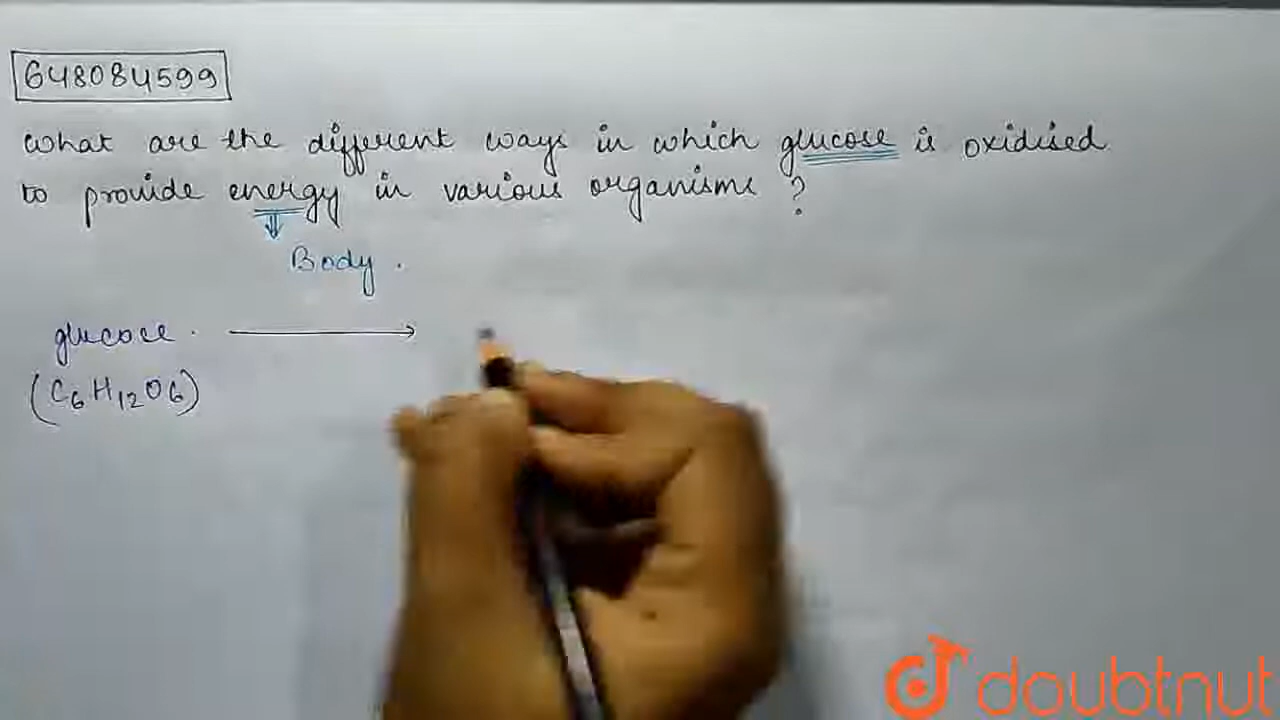 648084599
What are the different ways in which glucose is oxidised
to provide energy in various organisms ?
Body .
glucose .
(C6H12O6)
doubtnut